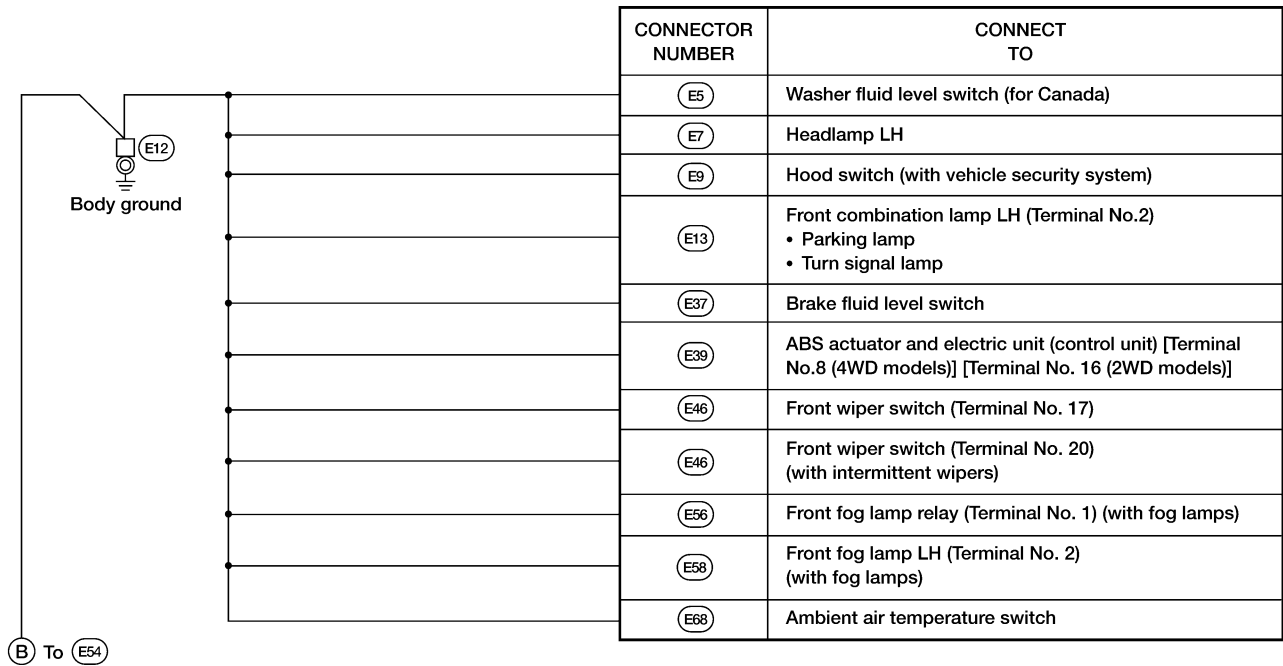 CONNECTOR
NUMBER
CONNECT
TO
E5
Washer fluid level switch (for Canada)
E7
Headlamp LH
E12
E9
Hood switch (with vehicle security system)
Body ground
E13
Front combination lamp LH (Terminal No.2)
• Parking lamp
• Turn signal lamp
E37
Brake fluid level switch
E39
ABS actuator and electric unit (control unit) [Terminal
No.8 (4WD models)] [Terminal No. 16 (2WD models)]
E46
Front wiper switch (Terminal No. 17)
E46
Front wiper switch (Terminal No. 20)
(with intermittent wipers)
E56
Front fog lamp relay (Terminal No. 1) (with fog lamps)
E58
Front fog lamp LH (Terminal No. 2)
(with fog lamps)
E68
Ambient air temperature switch
B To E54